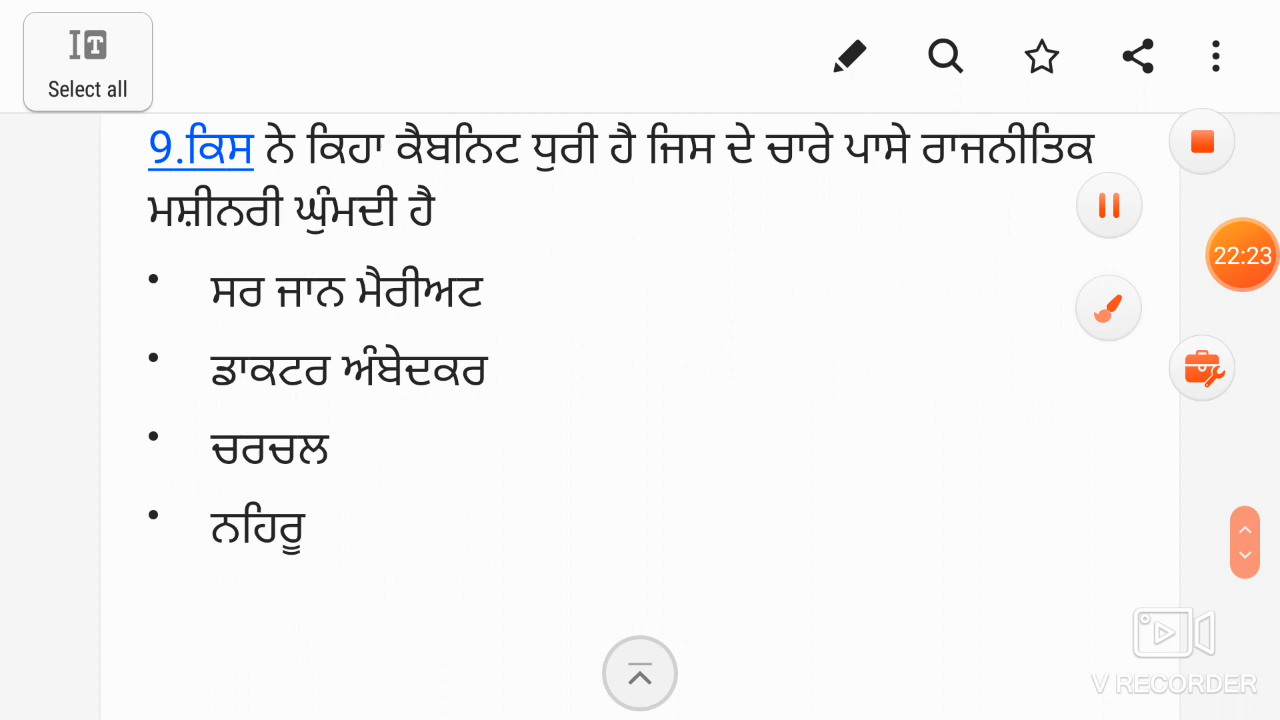 Select all
9.ਕਿਸ ਨੇ ਕਿਹਾ ਕੈਬਨਿਟ ਧੁਰੀ ਹੈ ਜਿਸ ਦੇ ਚਾਰੇ ਪਾਸੇ ਰਾਜਨੀਤਿਕ
ਮਸ਼ੀਨਰੀ ਘੁੰਮਦੀ ਹੈ
• ਸਰ ਜਾਨ ਮੈਰੀਅਟ
• ਡਾਕਟਰ ਅੰਬੇਦਕਰ
• ਚਰਚਲ
• ਨਹਿਰੂ
22:23
V RECORDER